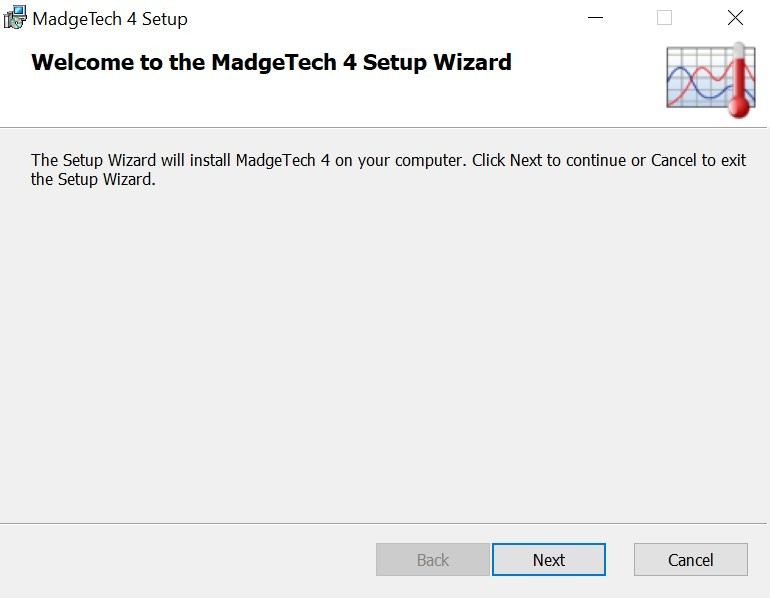 MadgeTech 4 Setup
Welcome to the MadgeTech 4 Setup Wizard
The Setup Wizard will install MadgeTech 4 on your computer. Click Next to continue or Cancel to exit
the Setup Wizard.
Back Next Cancel